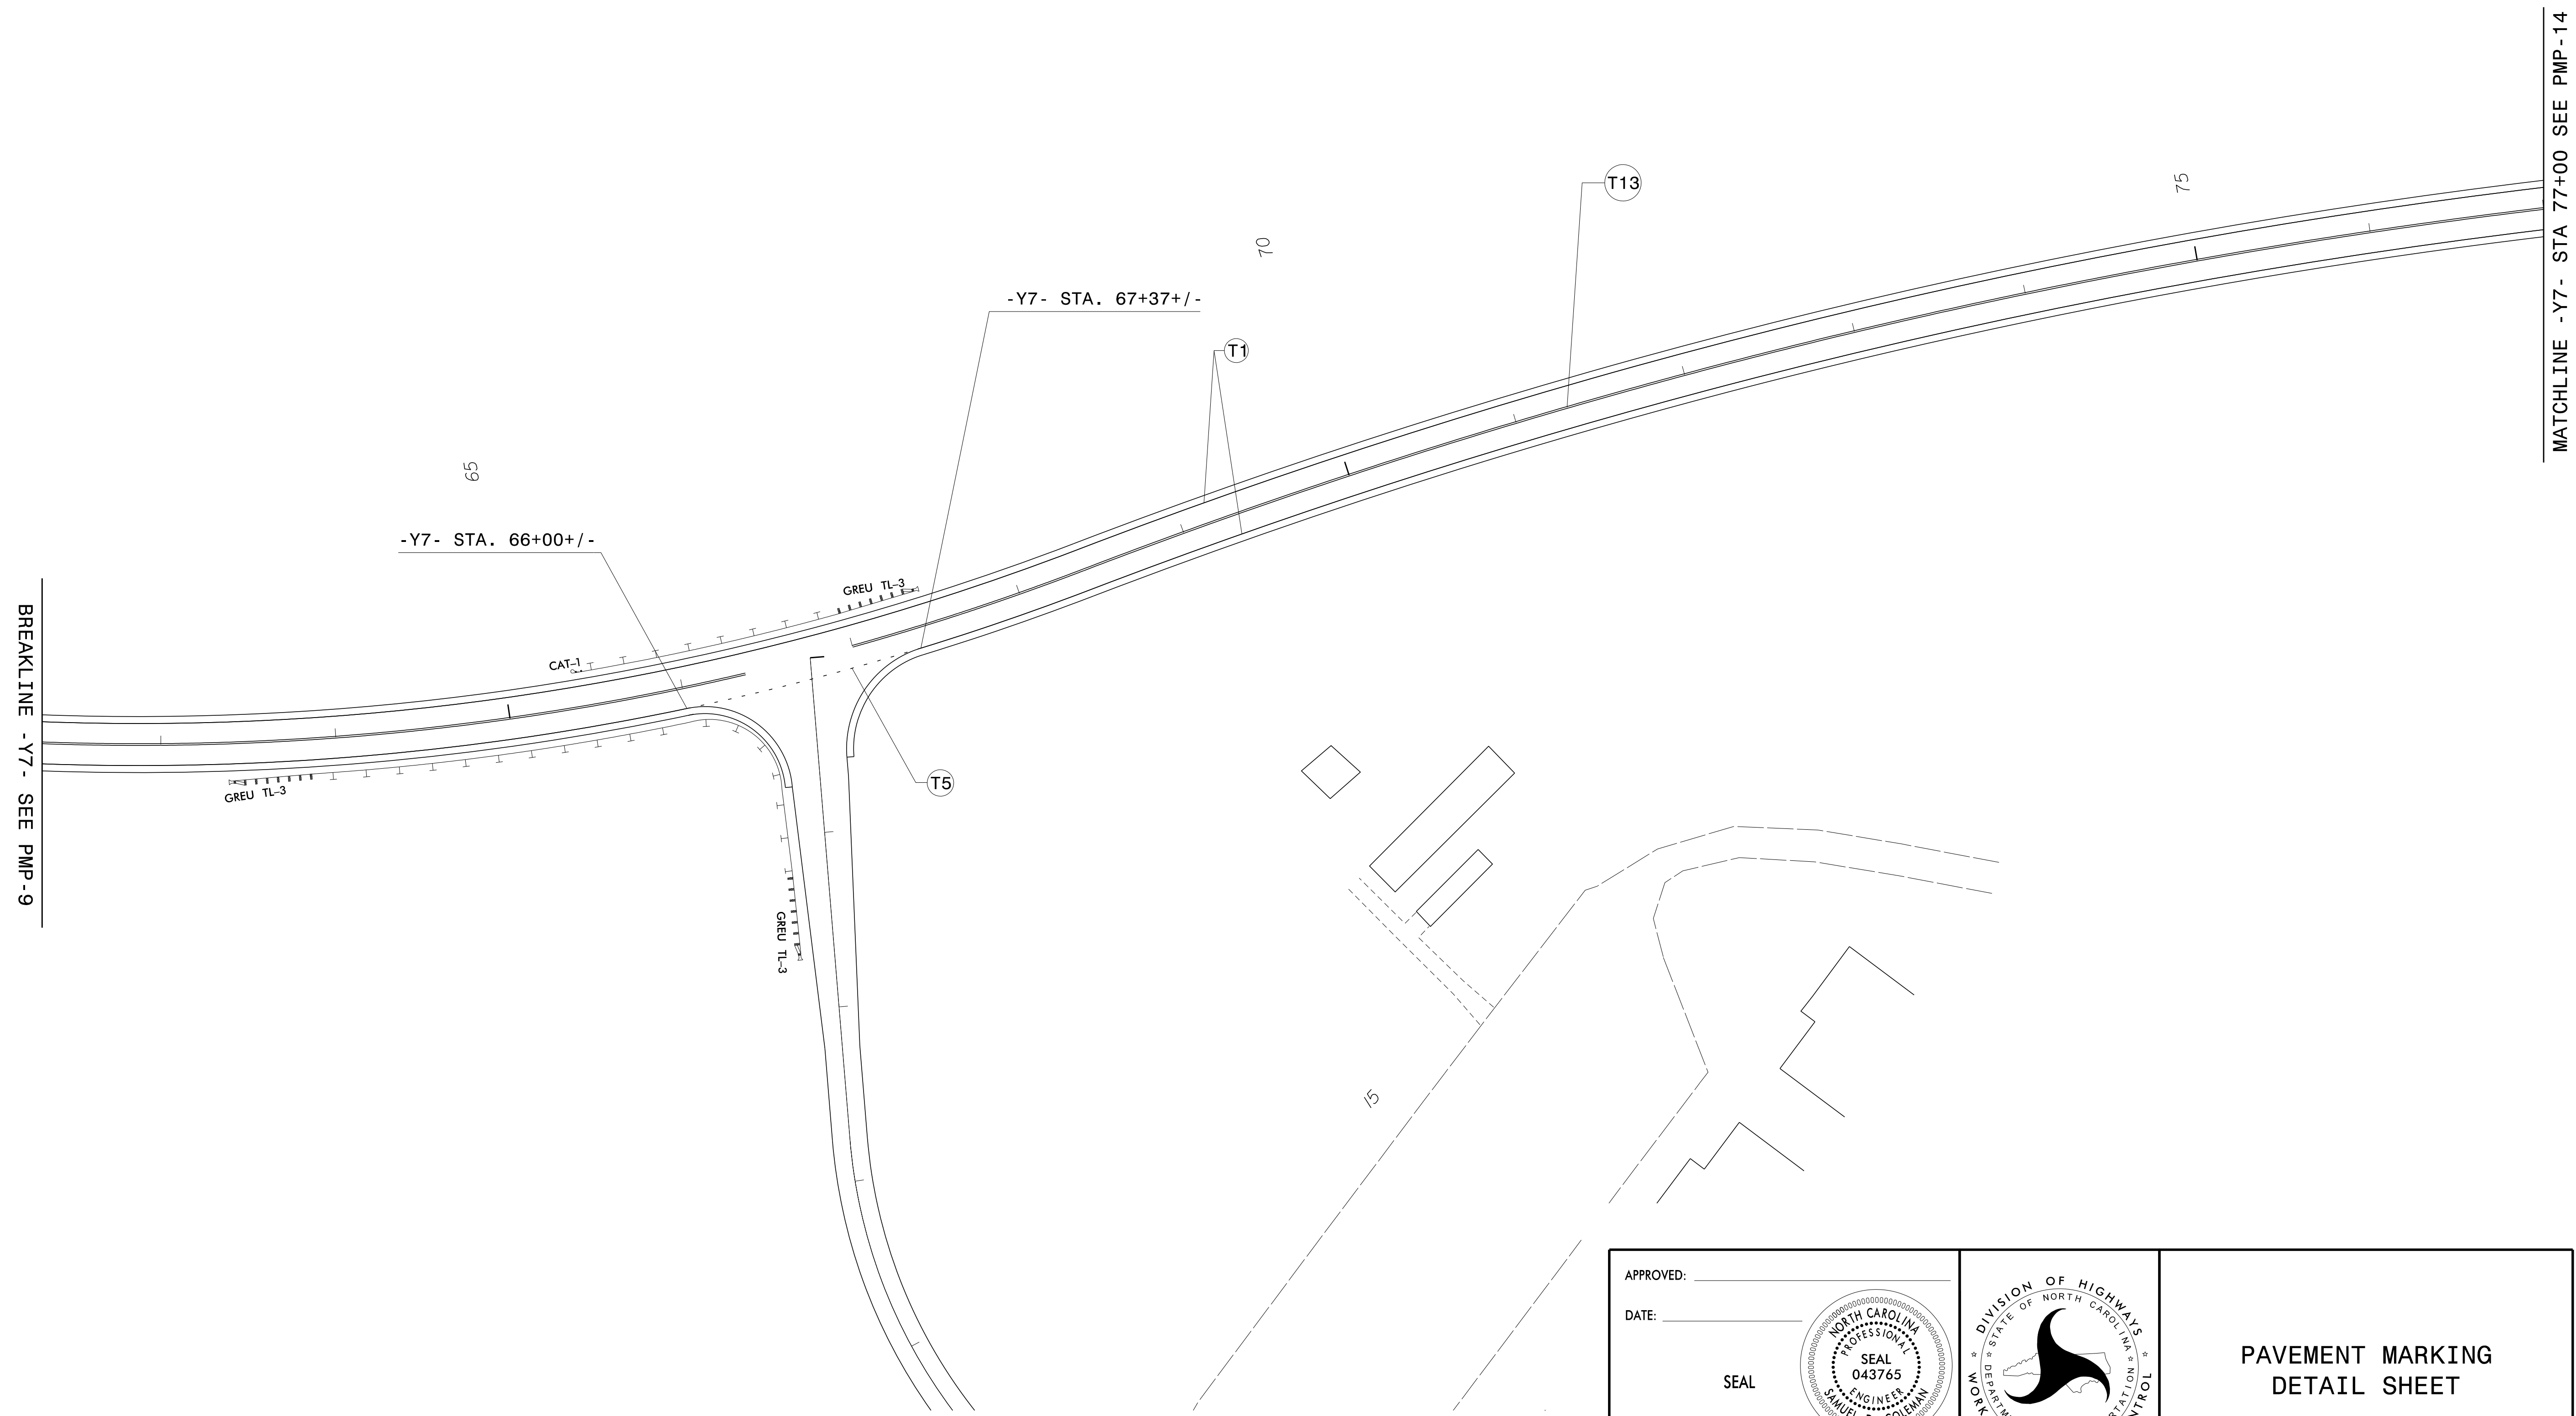 MATCHLINE -Y7- STA 77+00 SEE PMP-14
T13
75
70
-Y7- STA. 67+37+/-
T1
65
-Y7- STA. 66+00+/-
GREU TL-3
CAT-1
BREAKLINE -Y7- SEE PMP-9
GREU TL-3
T5
GREU TL-3
15
APPROVED:
DATE:
SEAL
NORTH CAROLINA
PROFESSIONAL
SEAL
043765
ENGINEER
SAMUEL
COLEMAN
DIVISION OF HIGHWAYS
STATE OF NORTH CAROLINA
PAVEMENT MARKING
DETAIL SHEET